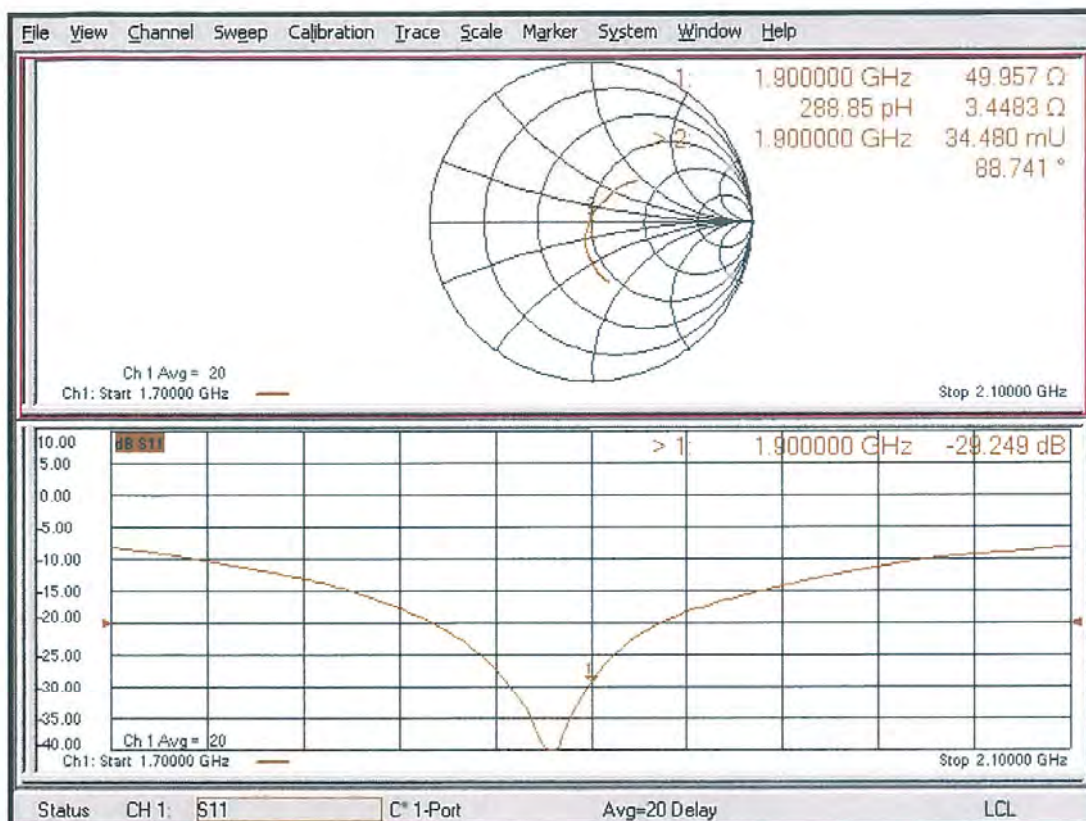 File View Channel Sweep Calibration Trace Scale Marker System Window Help
1: 1.900000 GHz 49.957 Ω
288.85 pH 3.4483 Ω
> 2: 1.900000 GHz 34.480 mU
88.741 °
Ch 1 Avg = 20
Ch1: Start 1.70000 GHz
Stop 2.10000 GHz
dB S11
> 1: 1.900000 GHz -29.249 dB
10.00
5.00
0.00
-5.00
-10.00
-15.00
-20.00
-25.00
-30.00
-35.00
-40.00
1
Ch 1 Avg = 20
Ch1: Start 1.70000 GHz
Stop 2.10000 GHz
Status CH 1: S11 C* 1-Port Avg=20 Delay LCL